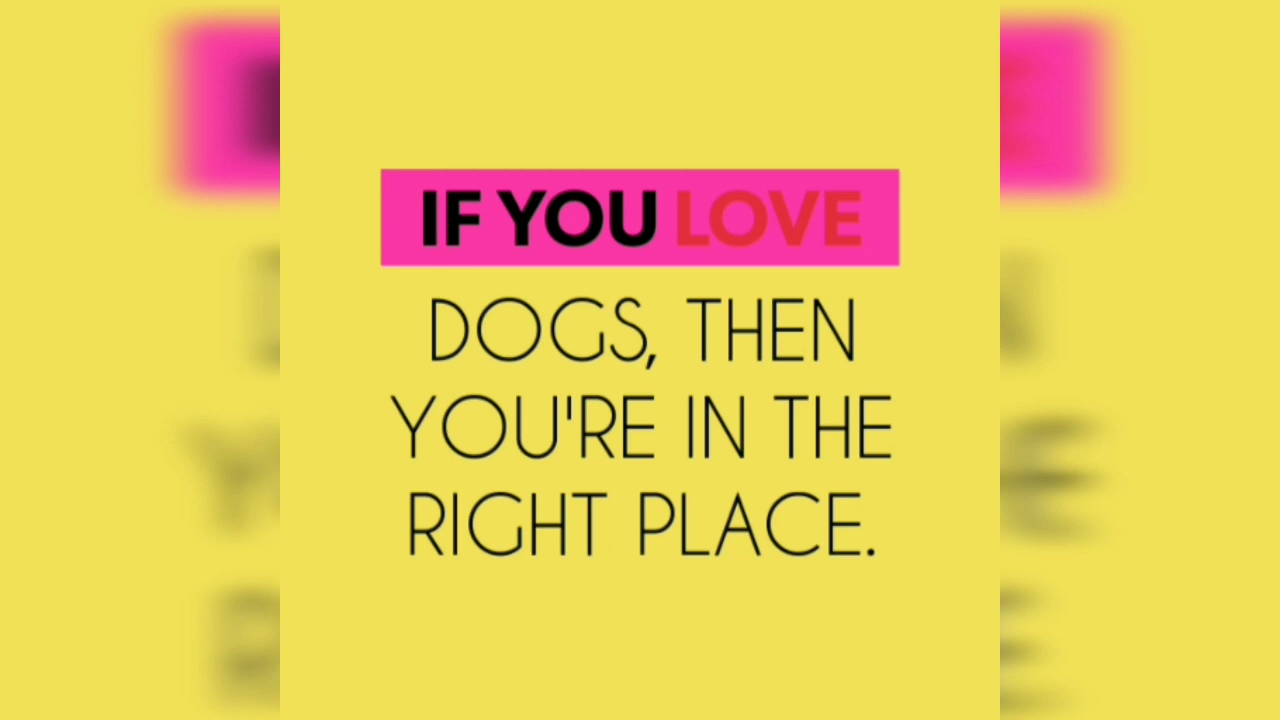 IF YOU LOVE
DOGS, THEN
YOU'RE IN THE
RIGHT PLACE.